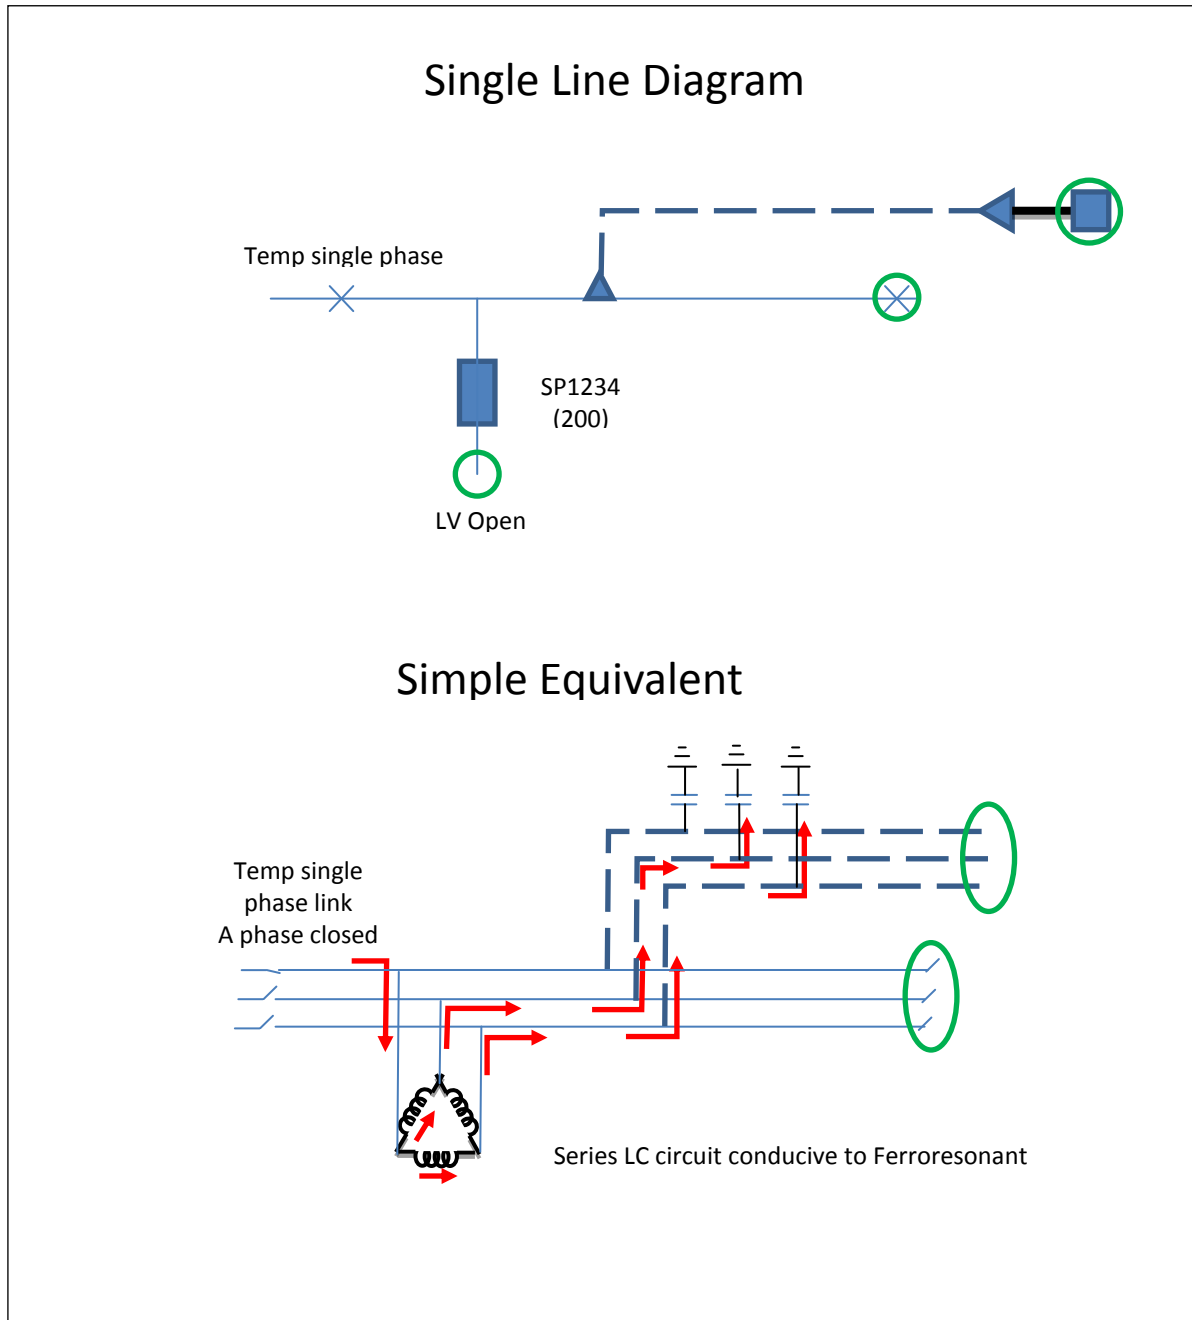 Single Line Diagram
Temp single phase
SP1234
(200)
LV Open
Simple Equivalent
Temp single
phase link
A phase closed
Series LC circuit conducive to Ferroresonant